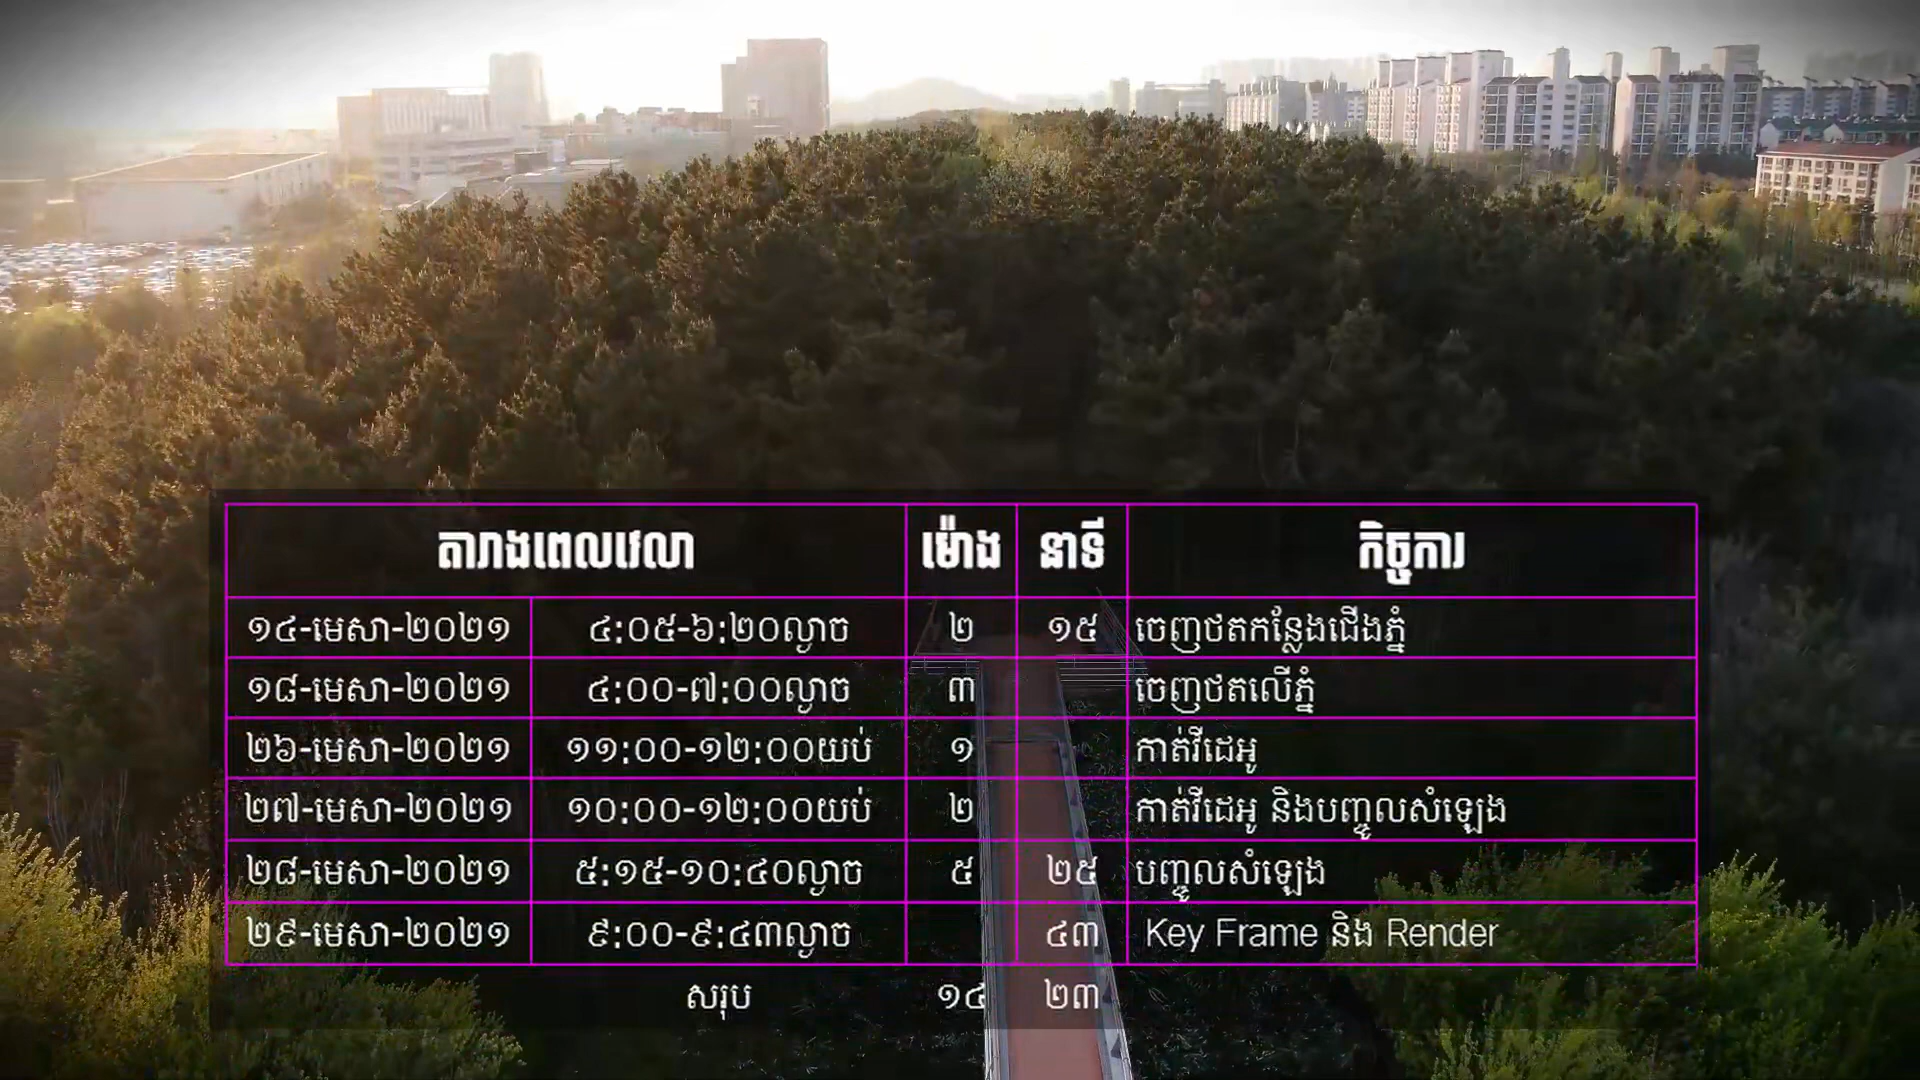 តារាងពេលវេលា ម៉ោង នាទី កិច្ចការ
១៤-មេសា-២០២១ ៤:០៥-៦:២០ល្ងាច ២ ១៥ ចេញថតកន្លែងជើងភ្នំ
១៨-មេសា-២០២១ ៤:០០-៧:០០ល្ងាច ៣ ចេញថតលើភ្នំ
២៦-មេសា-២០២១ ១១:០០-១២:០០យប់ ១ កាត់វីដេអូ
២៧-មេសា-២០២១ ១០:០០-១២:០០យប់ ២ កាត់វីដេអូ និងបញ្ចូលសំឡេង
២៨-មេសា-២០២១ ៥:១៥-១០:៤០ល្ងាច ៥ ២៥ បញ្ចូលសំឡេង
២៩-មេសា-២០២១ ៩:០០-៩:៤៣ល្ងាច ៤៣ Key Frame និង Render
សរុប ១៤ ២៣